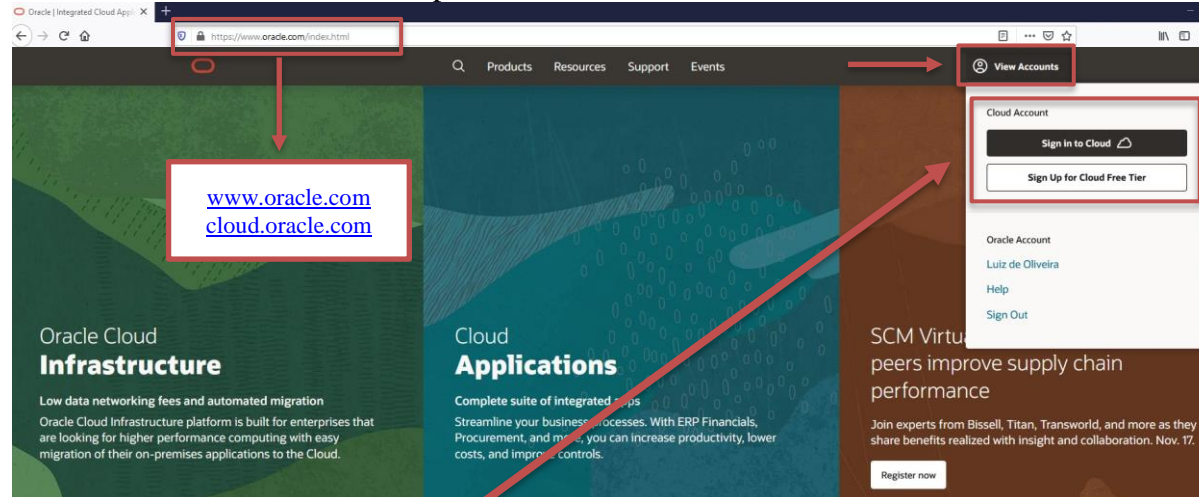 Oracle | Integrated Cloud Appl
https://www.oracle.com/index.html
Products Resources Support Events
View Accounts
Cloud Account
Sign in to Cloud
Sign Up for Cloud Free Tier
www.oracle.com
cloud.oracle.com
Oracle Account
Luiz de Oliveira
Help
Sign Out
Oracle Cloud
Infrastructure
Low data networking fees and automated migration
Oracle Cloud Infrastructure platform is built for enterprises that
are looking for higher performance computing with easy
migration of their on-premises applications to the Cloud.
Cloud
Applications
Complete suite of integrated apps
Streamline your business processes. With ERP Financials,
Procurement, and more, you can increase productivity, lower
costs, and improve controls.
SCM Virtu
peers improve supply chain
performance
Join experts from Bissell, Titan, Transworld, and more as they
share benefits realized with insight and collaboration. Nov. 17.
Register now